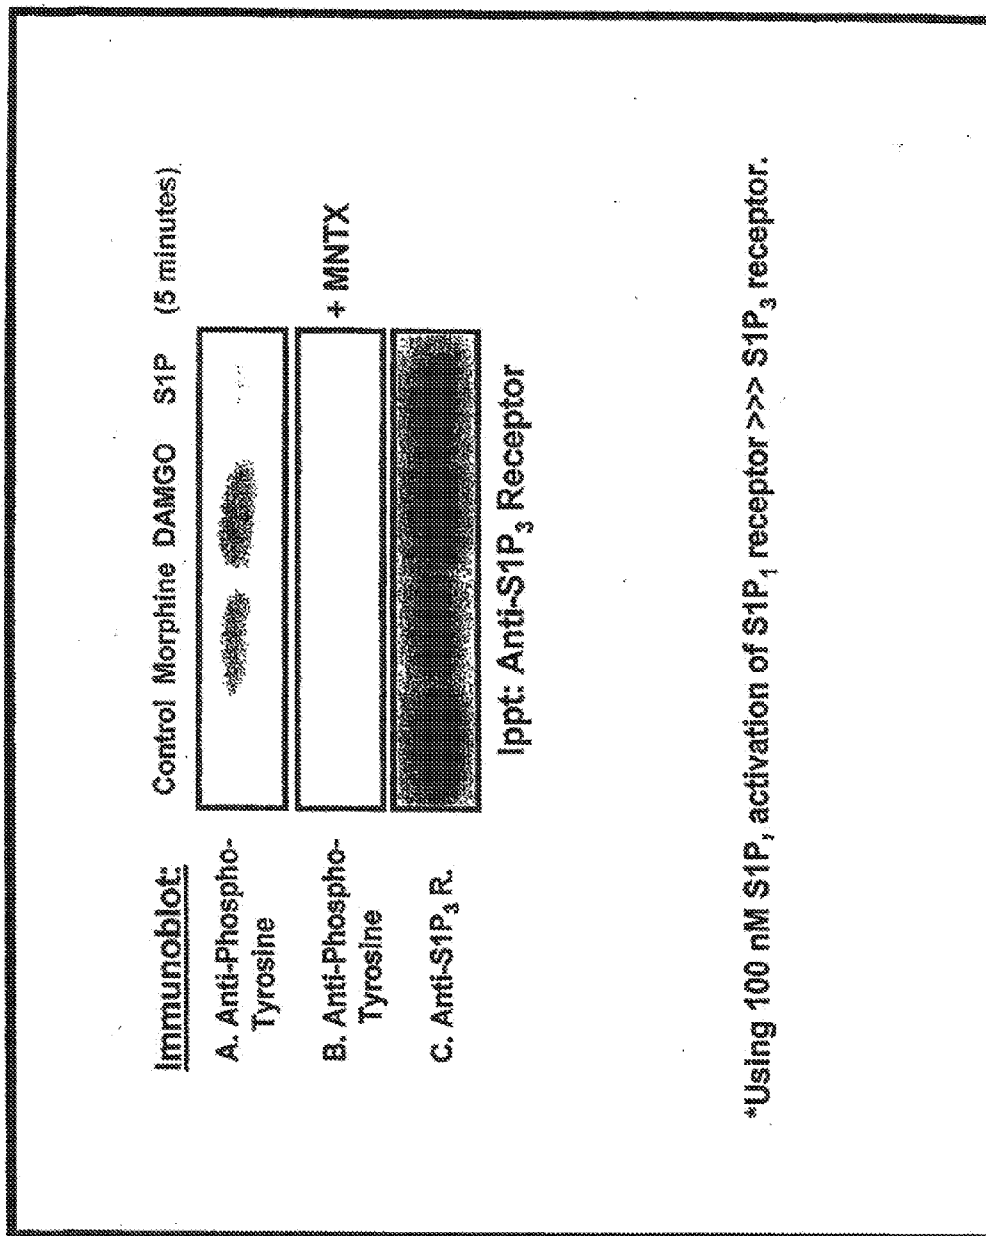 Immunoblot:
Control Morphine DAMGO S1P (5 minutes)
A. Anti-Phospho-
Tyrosine
B. Anti-Phospho-
Tyrosine
+ MNTX
C. Anti-S1P₃ R.
Ippt: Anti-S1P₃ Receptor
*Using 100 nM S1P, activation of S1P₁ receptor >>> S1P₃ receptor.